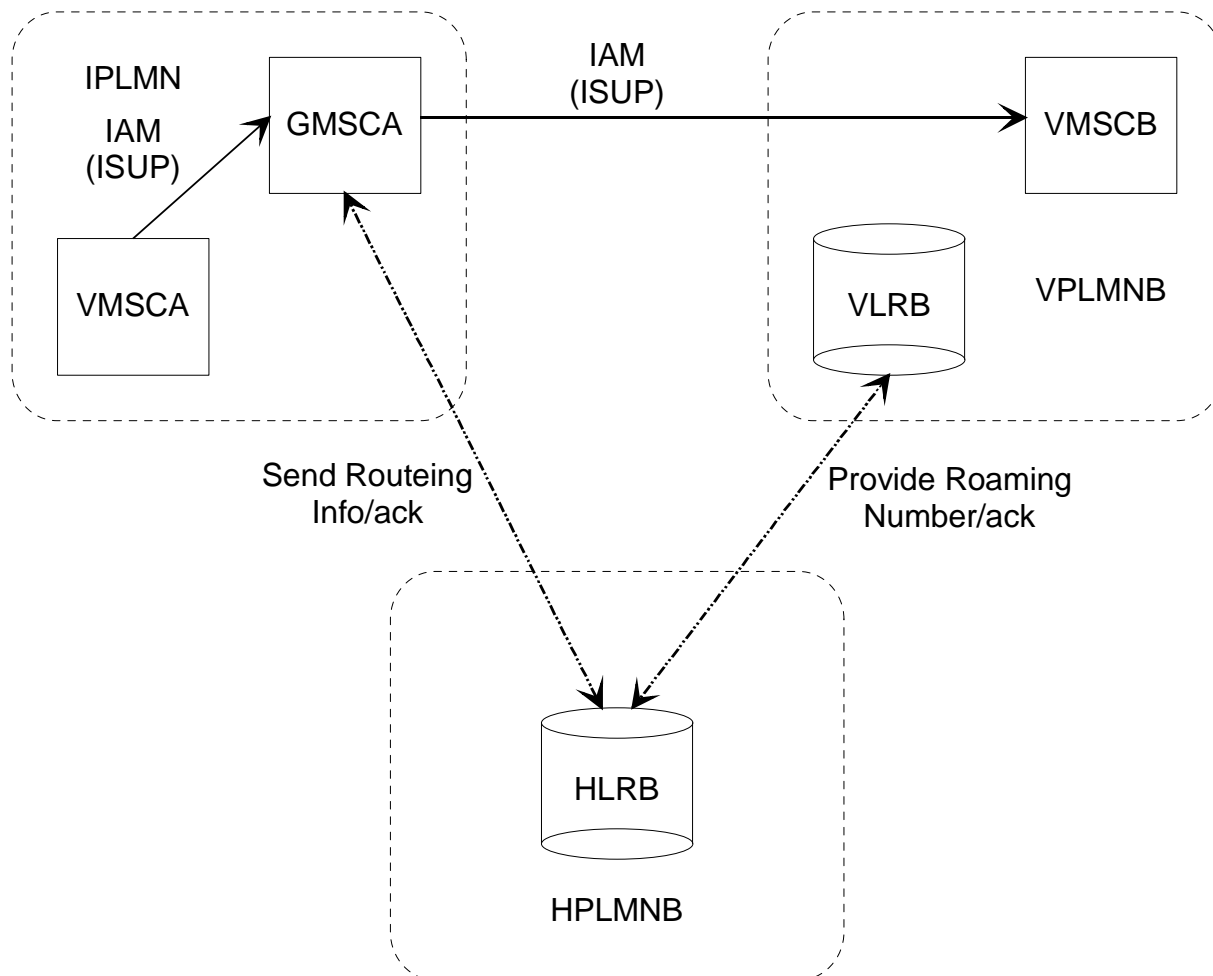 IPLMN
IAM
(ISUP)
GMSCA
VMSCA
IAM
(ISUP)
VMSCB
VLRB
VPLMNB
Send Routeing
Info/ack
Provide Roaming
Number/ack
HLRB
HPLMNB